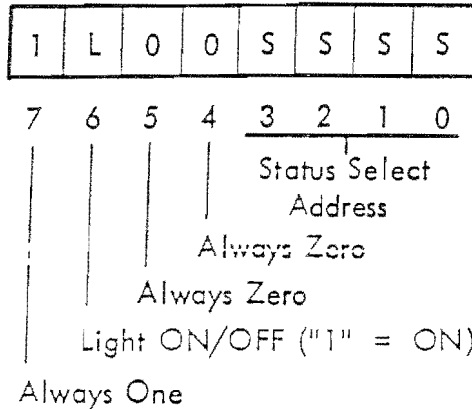 1 L 0 0 S S S S
7 6 5 4 3 2 1 0
Status Select
Address
Always Zero
Always Zero
Light ON/OFF ("1" = ON)
Always One